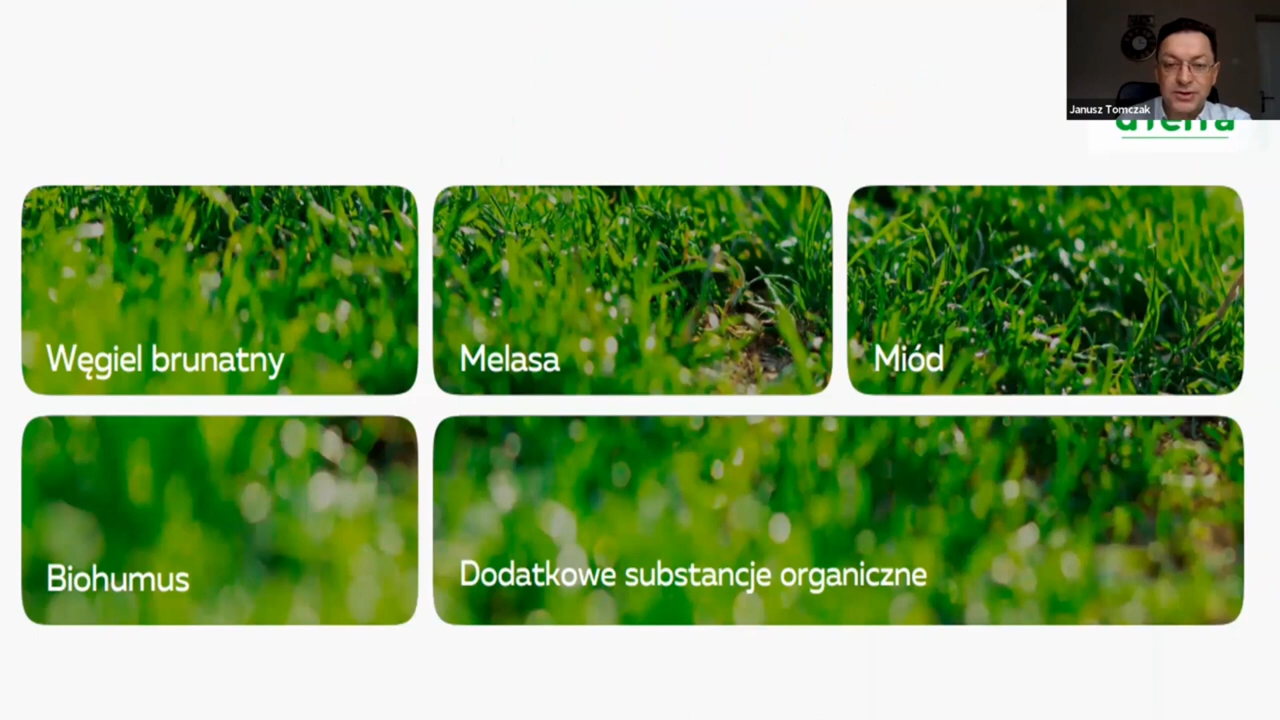 Janusz Tomczak
Węgiel brunatny
Melasa
Miód
Biohumus
Dodatkowe substancje organiczne